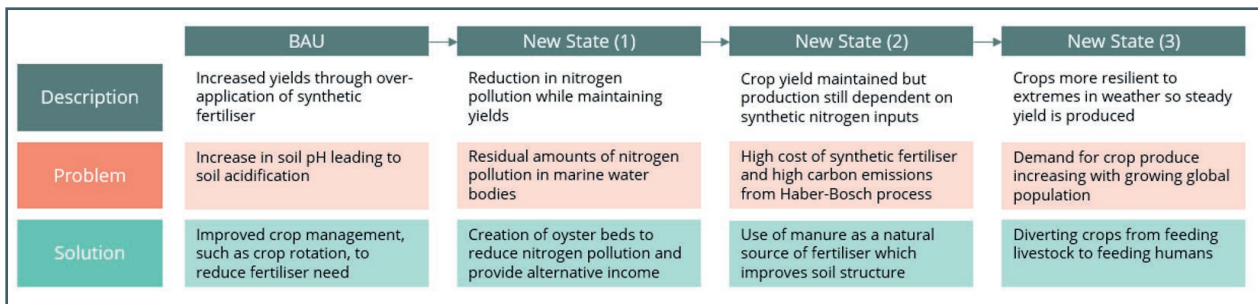 BAU
New State (1)
New State (2)
New State (3)
Description
Increased yields through over-
application of synthetic
fertiliser
Reduction in nitrogen
pollution while maintaining
yields
Crop yield maintained but
production still dependent on
synthetic nitrogen inputs
Crops more resilient to
extremes in weather so steady
yield is produced
Problem
Increase in soil pH leading to
soil acidification
Residual amounts of nitrogen
pollution in marine water
bodies
High cost of synthetic fertiliser
and high carbon emissions
from Haber-Bosch process
Demand for crop produce
increasing with growing global
population
Solution
Improved crop management,
such as crop rotation, to
reduce fertiliser need
Creation of oyster beds to
reduce nitrogen pollution and
provide alternative income
Use of manure as a natural
source of fertiliser which
improves soil structure
Diverting crops from feeding
livestock to feeding humans